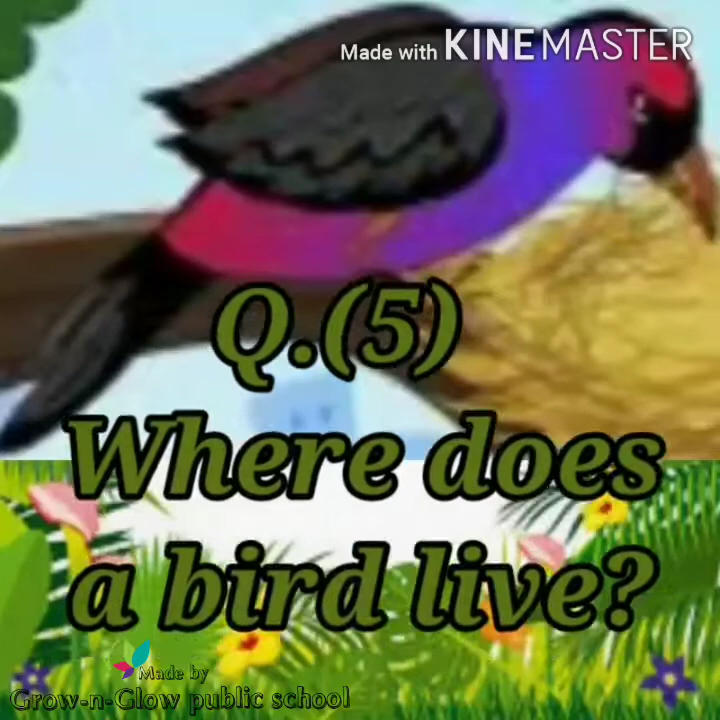 Made with KINEMASTER
Q.(5)
Where does
a bird live?
Made by
Grow-n-Glow public school